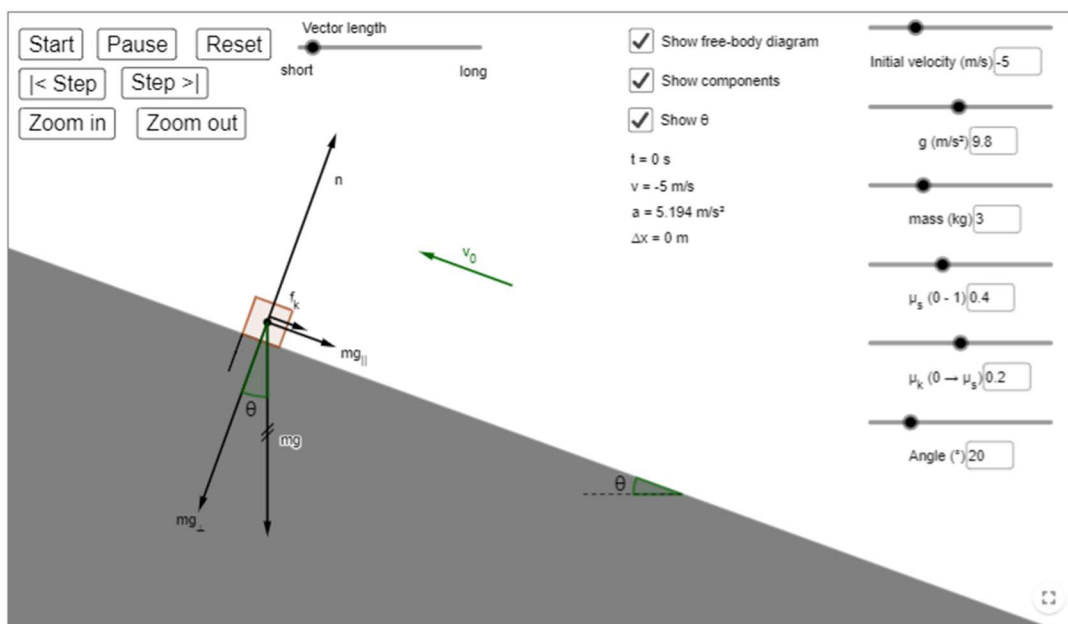 Start Pause Reset
|< Step Step >|
Zoom in Zoom out
Vector length
short long
Show free-body diagram
Show components
Show θ
t = 0 s
v = -5 m/s
a = 5.194 m/s²
Δx = 0 m
Initial velocity (m/s) -5
g (m/s²) 9.8
mass (kg) 3
μₛ (0 - 1) 0.4
μₖ (0 → μₛ) 0.2
Angle (°) 20
n
v₀
fₖ
mg||
θ
mg
mg⊥
θ